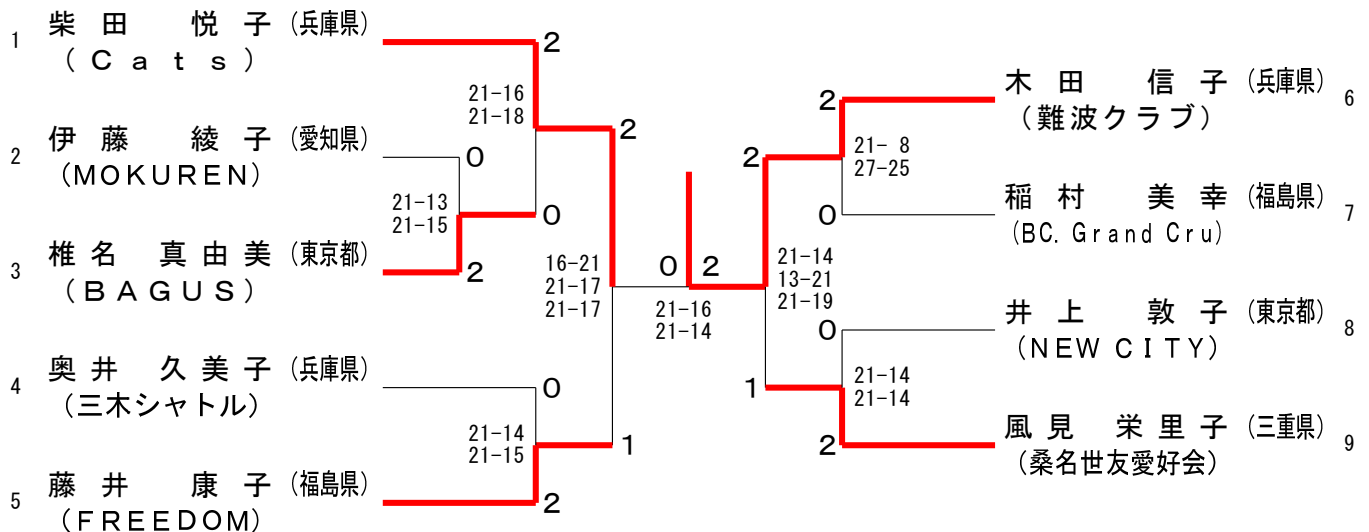 1 柴田 悦子 (兵庫県)
(Cats)
2
21-16
21-18
2
2 伊藤 綾子 (愛知県)
(MOKUREN)
0
21-13
21-15
0
3 椎名 真由美 (東京都)
(BAGUS)
2
16-21
21-17
21-17
4 奥井 久美子 (兵庫県)
(三木シャトル)
0
21-14
21-15
1
5 藤井 康子 (福島県)
(FREEDOM)
2
0 2
21-16
21-14
木田 信子 (兵庫県) 6
(難波クラブ)
2
2
21- 8
27-25
稲村 美幸 (福島県) 7
(BC. Grand Cru)
0
21-14
13-21
21-19
井上 敦子 (東京都) 8
(NEW CITY)
0
1
21-14
21-14
風見 栄里子 (三重県) 9
(桑名世友愛好会)
2